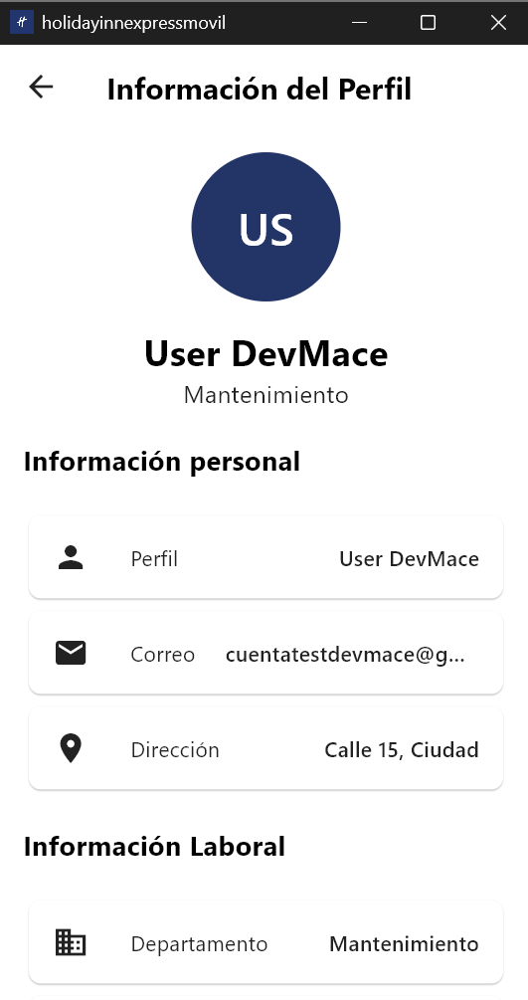 holidayinnexpressmovil
Información del Perfil
US
User DevMace
Mantenimiento
Información personal
Perfil User DevMace
Correo cuentatestdevmace@g...
Dirección Calle 15, Ciudad
Información Laboral
Departamento Mantenimiento